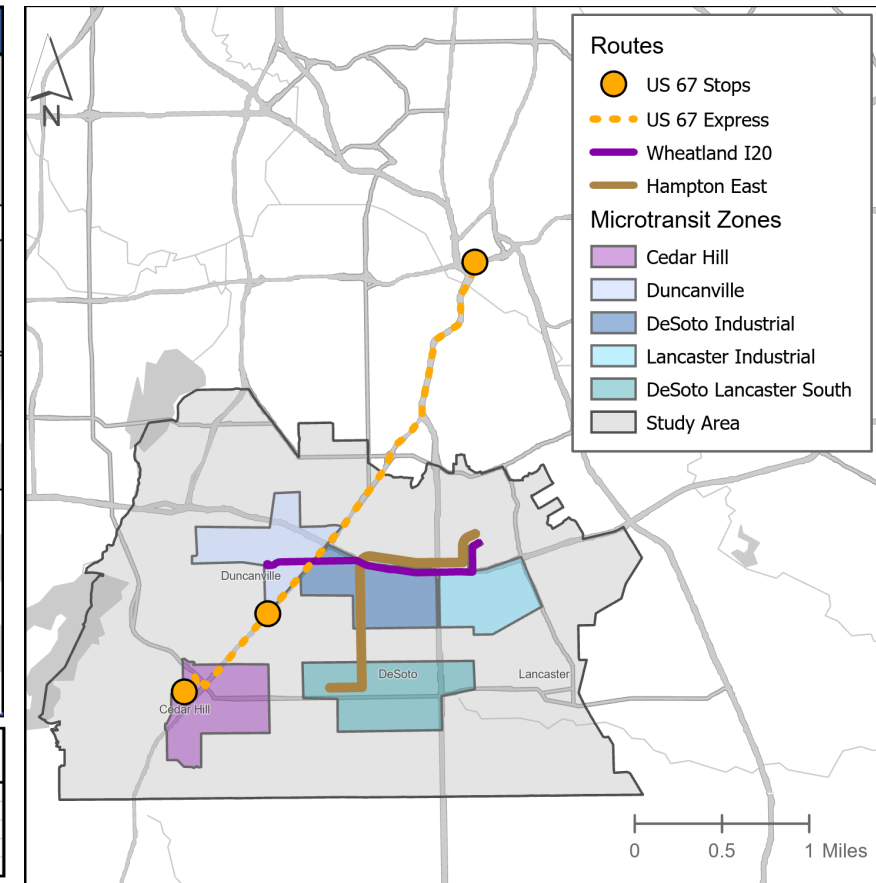 N
Routes
US 67 Stops
US 67 Express
Wheatland I20
Hampton East
Microtransit Zones
Cedar Hill
Duncanville
DeSoto Industrial
Lancaster Industrial
DeSoto Lancaster South
Study Area
Duncanville
DeSoto
Lancaster
Cedar Hill
0 0.5 1 Miles